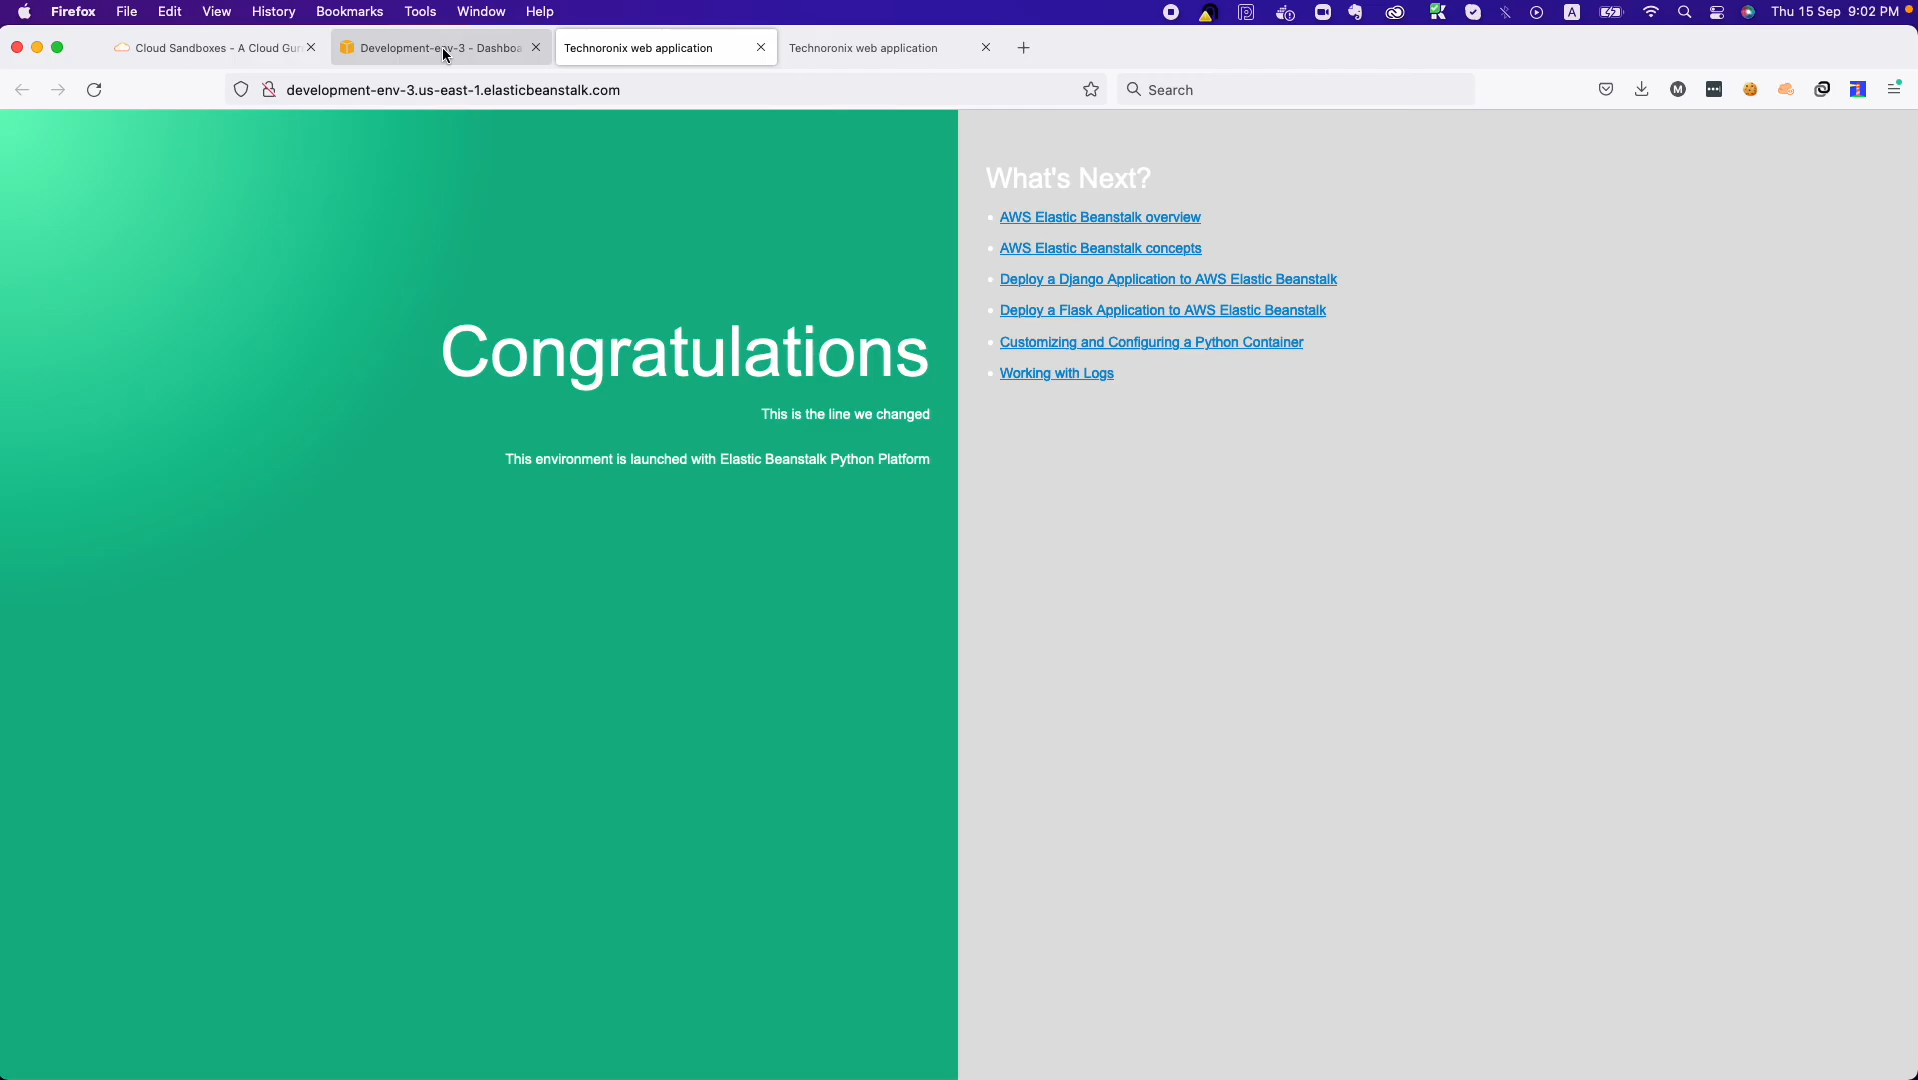 Firefox File Edit View History Bookmarks Tools Window Help Thu 15 Sep 9:02 PM
Cloud Sandboxes - A Cloud Gur Development-env-3 - Dashboa Technoronix web application Technoronix web application
development-env-3.us-east-1.elasticbeanstalk.com Search
What's Next?
AWS Elastic Beanstalk overview
AWS Elastic Beanstalk concepts
Deploy a Django Application to AWS Elastic Beanstalk
Deploy a Flask Application to AWS Elastic Beanstalk
Customizing and Configuring a Python Container
Working with Logs
Congratulations
This is the line we changed
This environment is launched with Elastic Beanstalk Python Platform